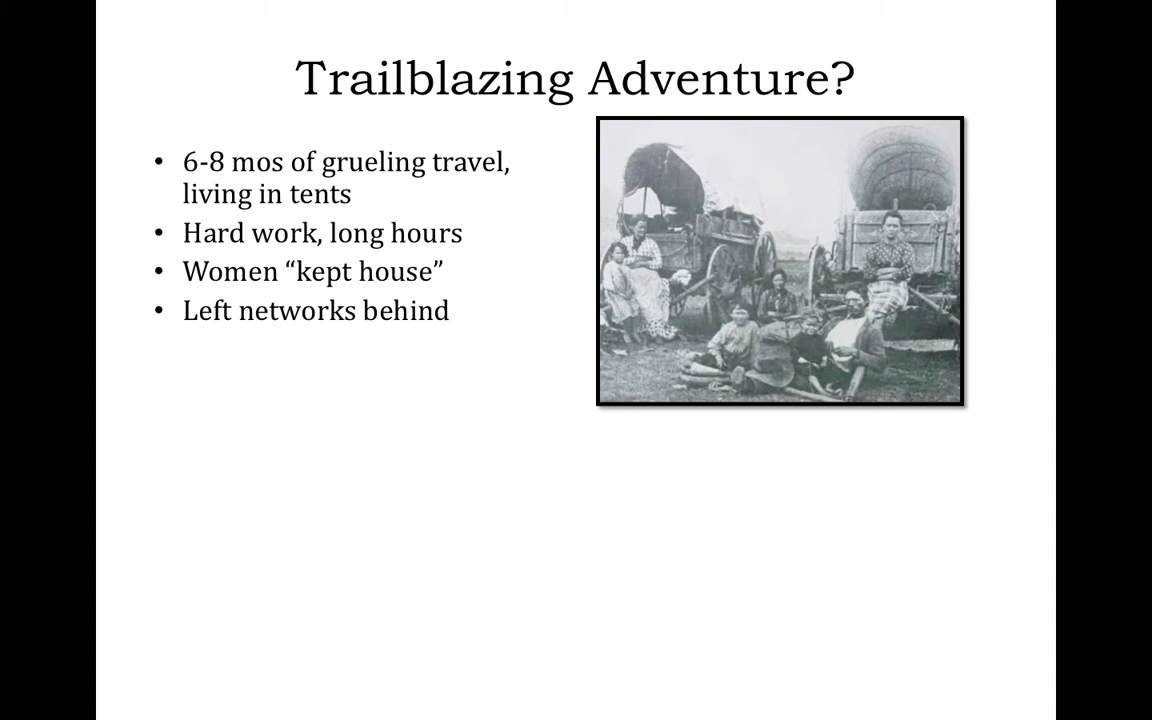 Trailblazing Adventure?
• 6-8 mos of grueling travel,
living in tents
• Hard work, long hours
• Women “kept house”
• Left networks behind